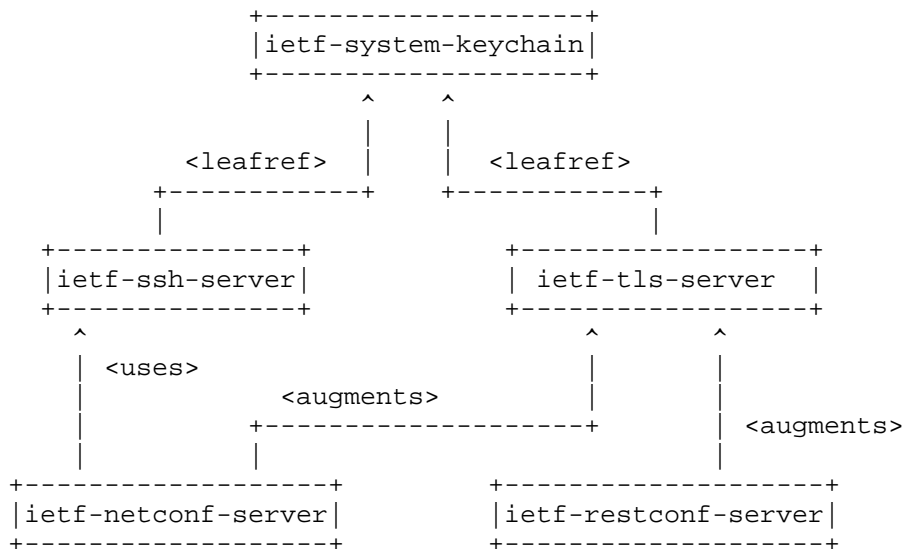 ietf-system-keychain
<leafref> <leafref>
ietf-ssh-server ietf-tls-server
<uses>
<augments>
<augments>
ietf-netconf-server ietf-restconf-server